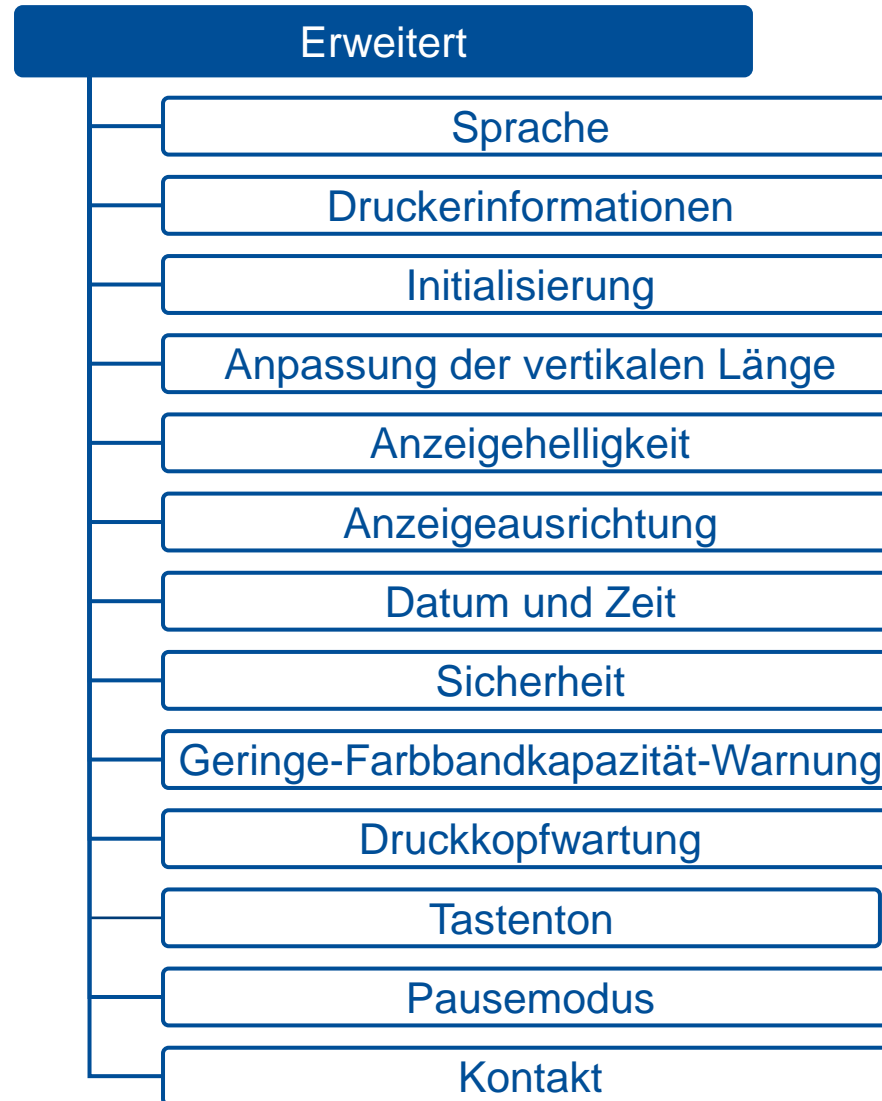 Erweitert
Sprache
Druckerinformationen
Initialisierung
Anpassung der vertikalen Länge
Anzeigehelligkeit
Anzeigeausrichtung
Datum und Zeit
Sicherheit
Geringe-Farbbandkapazität-Warnung
Druckkopfwartung
Tastenton
Pausemodus
Kontakt